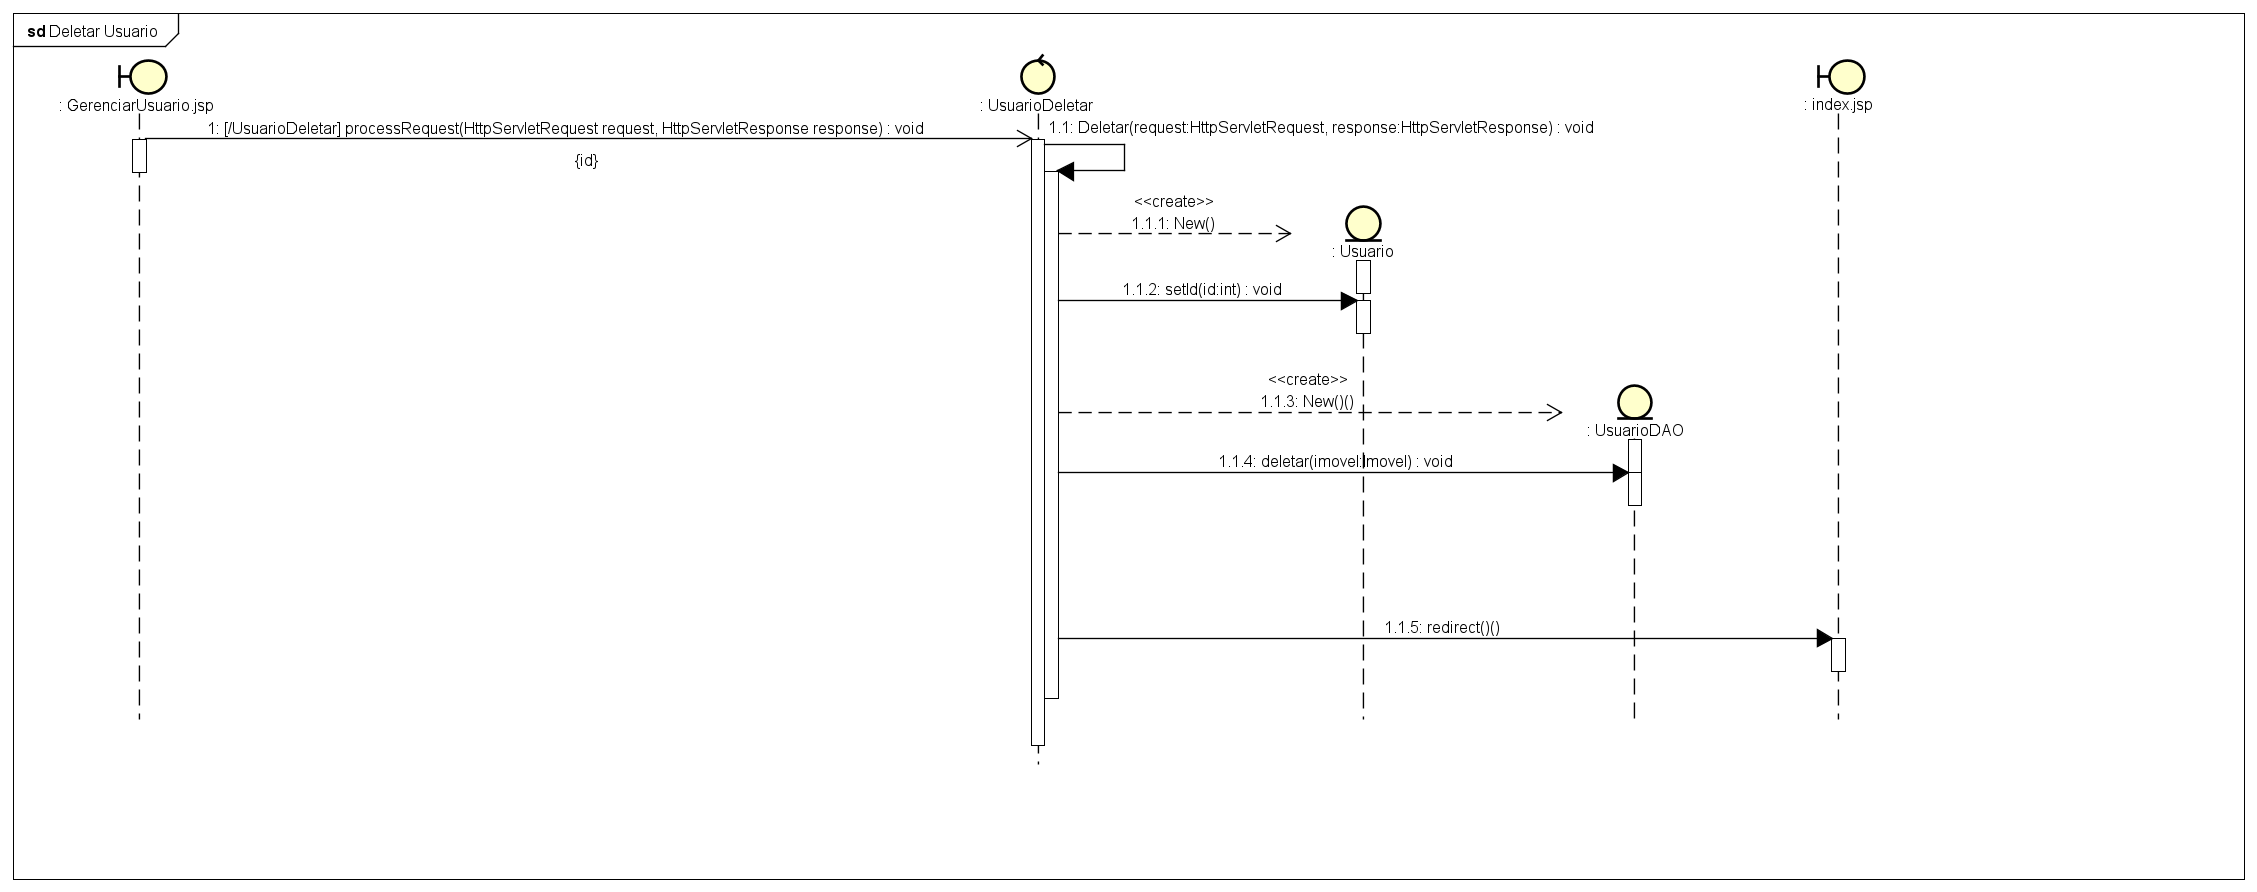 sd Deletar Usuario
: GerenciarUsuario.jsp
: UsuarioDeletar
: index.jsp
1: [/UsuarioDeletar] processRequest(HttpServletRequest request, HttpServletResponse response) : void
{id}
1.1: Deletar(request:HttpServletRequest, response:HttpServletResponse) : void
<<create>>
1.1.1: New()
: Usuario
1.1.2: setId(id:int) : void
<<create>>
1.1.3: New()()
: UsuarioDAO
1.1.4: deletar(imovel:Imovel) : void
1.1.5: redirect()()